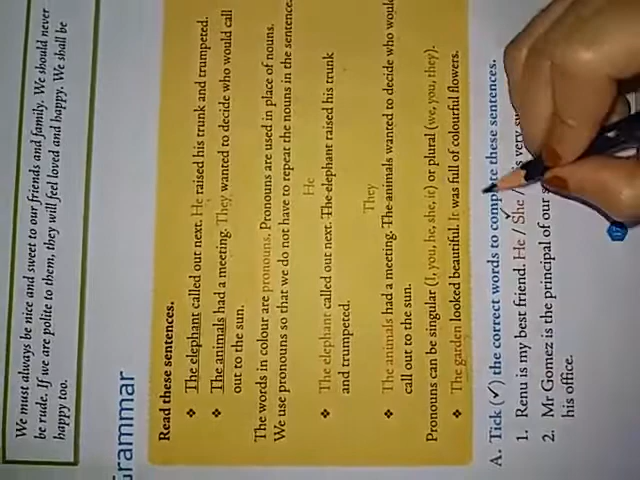 We must always be nice and sweet to our friends and family. We should never
be rude. If we are polite to them, they will feel loved and happy. We shall be
happy too.
Grammar
Read these sentences.
❖ The elephant called out next. He raised his trunk and trumpeted.
❖ The animals had a meeting. They wanted to decide who would call
out to the sun.
The words in colour are pronouns. Pronouns are used in place of nouns.
We use pronouns so that we do not have to repeat the nouns in the sentence.
He
❖ The elephant called out next. The elephant raised his trunk
and trumpeted.
They
❖ The animals had a meeting. The animals wanted to decide who would
call out to the sun.
Pronouns can be singular (I, you, he, she, it) or plural (we, you, they).
❖ The garden looked beautiful. It was full of colourful flowers.
A. Tick (✓) the correct words to complete these sentences.
1. Renu is my best friend. He / She is very
2. Mr Gomez is the principal of our
his office.